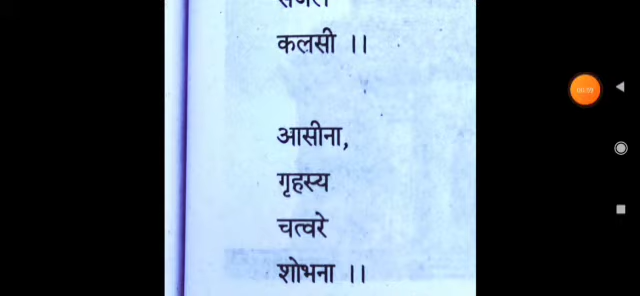 कलसी ।।
आसीना,
गृहस्य
चत्वरे
शोभना ।।